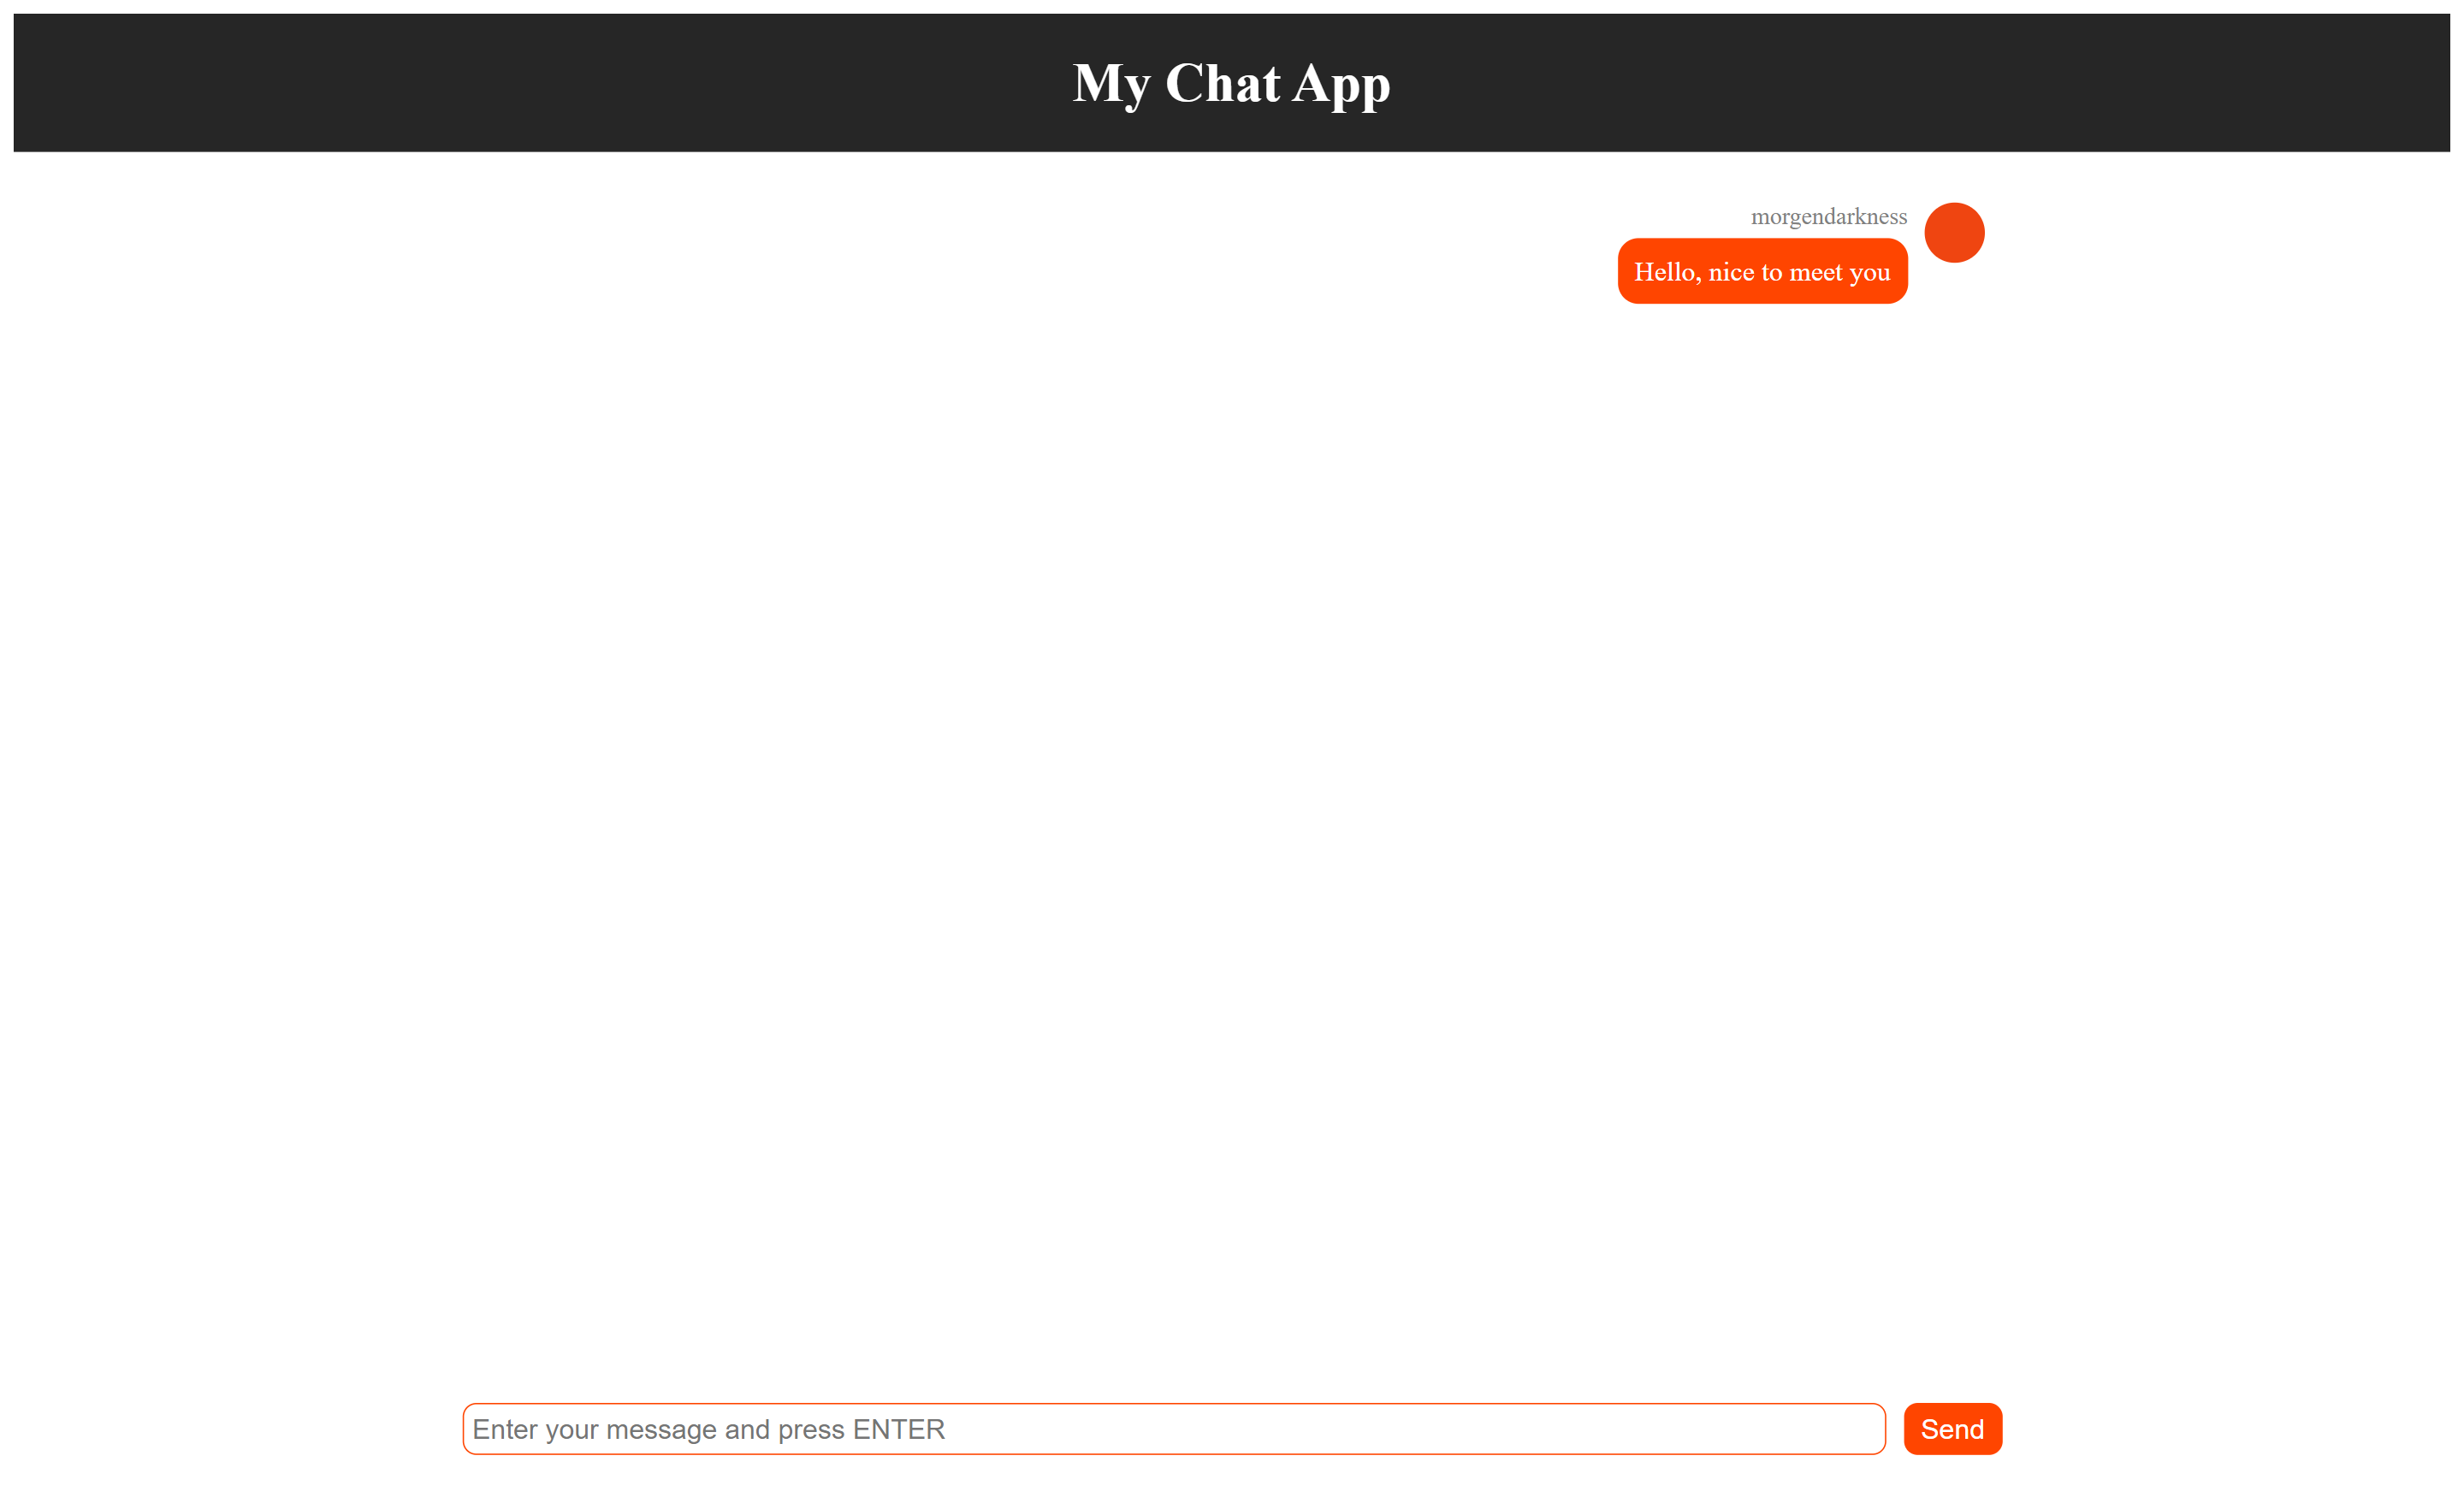 My Chat App
morgendarkness
Hello, nice to meet you
Enter your message and press ENTER
Send